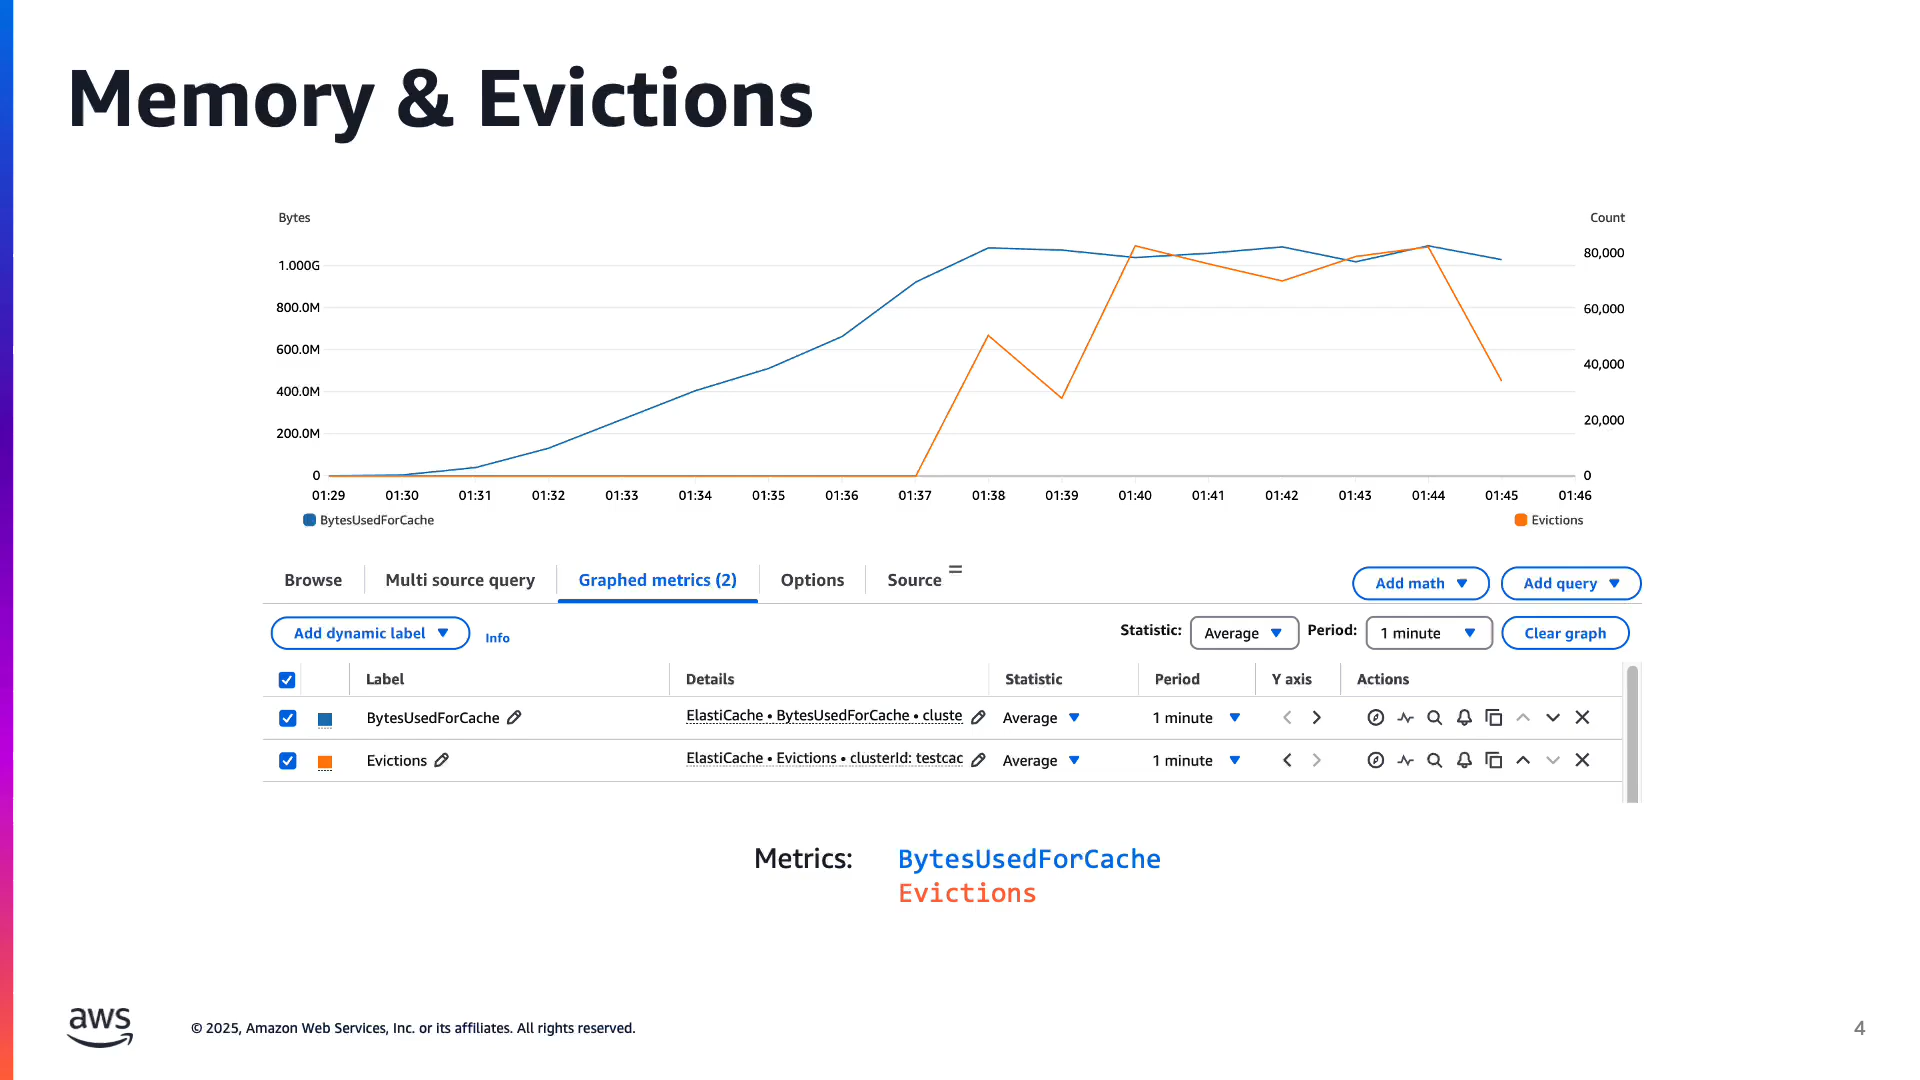 Memory & Evictions
Bytes
Count
1.000G
800.0M
600.0M
400.0M
200.0M
0
80,000
60,000
40,000
20,000
0
01:29 01:30 01:31 01:32 01:33 01:34 01:35 01:36 01:37 01:38 01:39 01:40 01:41 01:42 01:43 01:44 01:45 01:46
BytesUsedForCache
Evictions
Browse Multi source query Graphed metrics (2) Options Source
Add math Add query
Add dynamic label Info
Statistic: Average Period: 1 minute Clear graph
Label Details Statistic Period Y axis Actions
BytesUsedForCache ElastiCache • BytesUsedForCache • cluste Average 1 minute
Evictions ElastiCache • Evictions • clusterId: testcac Average 1 minute
Metrics: BytesUsedForCache
Evictions
aws
© 2025, Amazon Web Services, Inc. or its affiliates. All rights reserved.
4